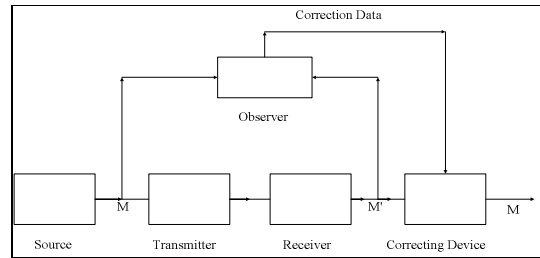 Correction Data
Observer
M
M'
M
Source
Transmitter
Receiver
Correcting Device